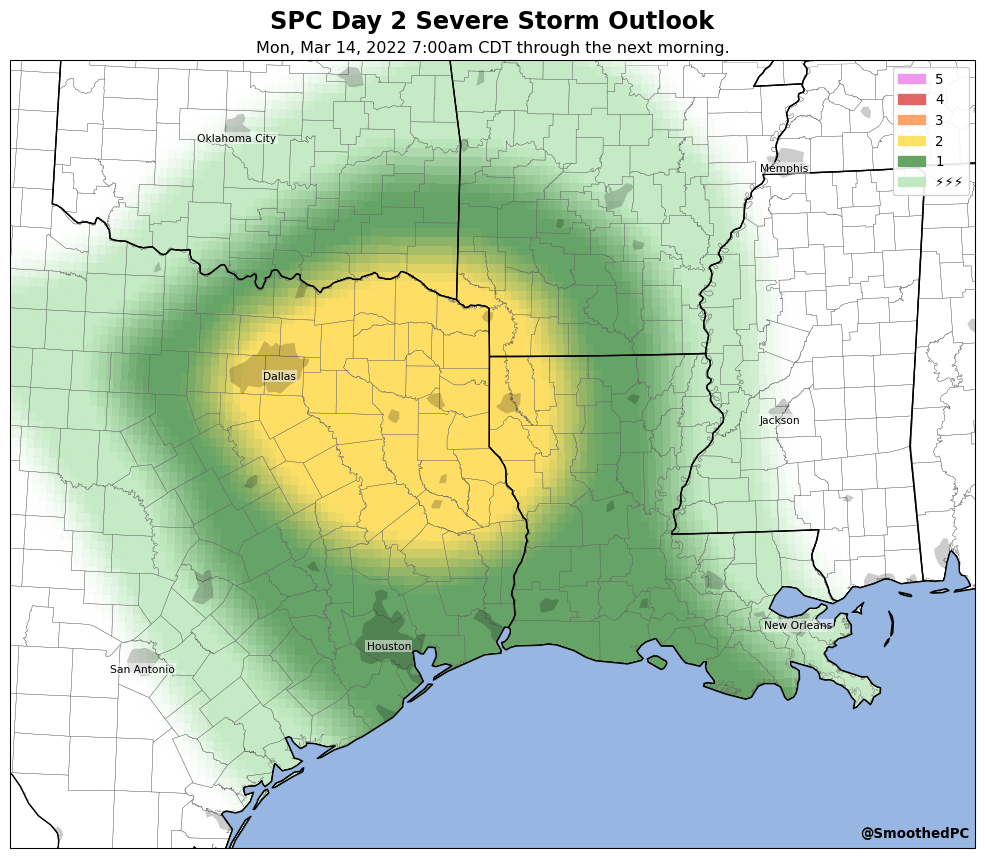 SPC Day 2 Severe Storm Outlook
Mon, Mar 14, 2022 7:00am CDT through the next morning.
5
4
3
2
1
⚡⚡⚡
Oklahoma City
Memphis
Dallas
Jackson
New Orleans
Houston
San Antonio
@SmoothedPC